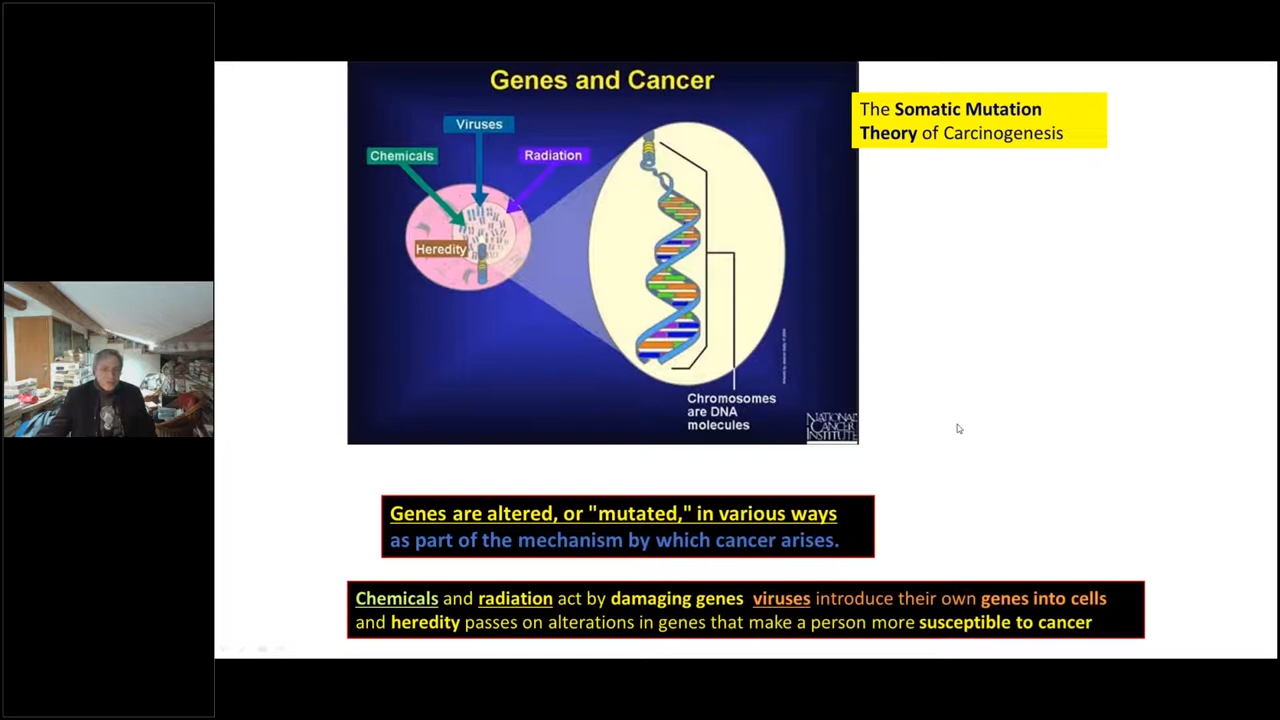 Genes and Cancer
The Somatic Mutation
Theory of Carcinogenesis
Viruses
Chemicals
Radiation
Heredity
Chromosomes
are DNA
molecules
NATIONAL
CANCER
INSTITUTE
Genes are altered, or "mutated," in various ways
as part of the mechanism by which cancer arises.
Chemicals and radiation act by damaging genes viruses introduce their own genes into cells
and heredity passes on alterations in genes that make a person more susceptible to cancer